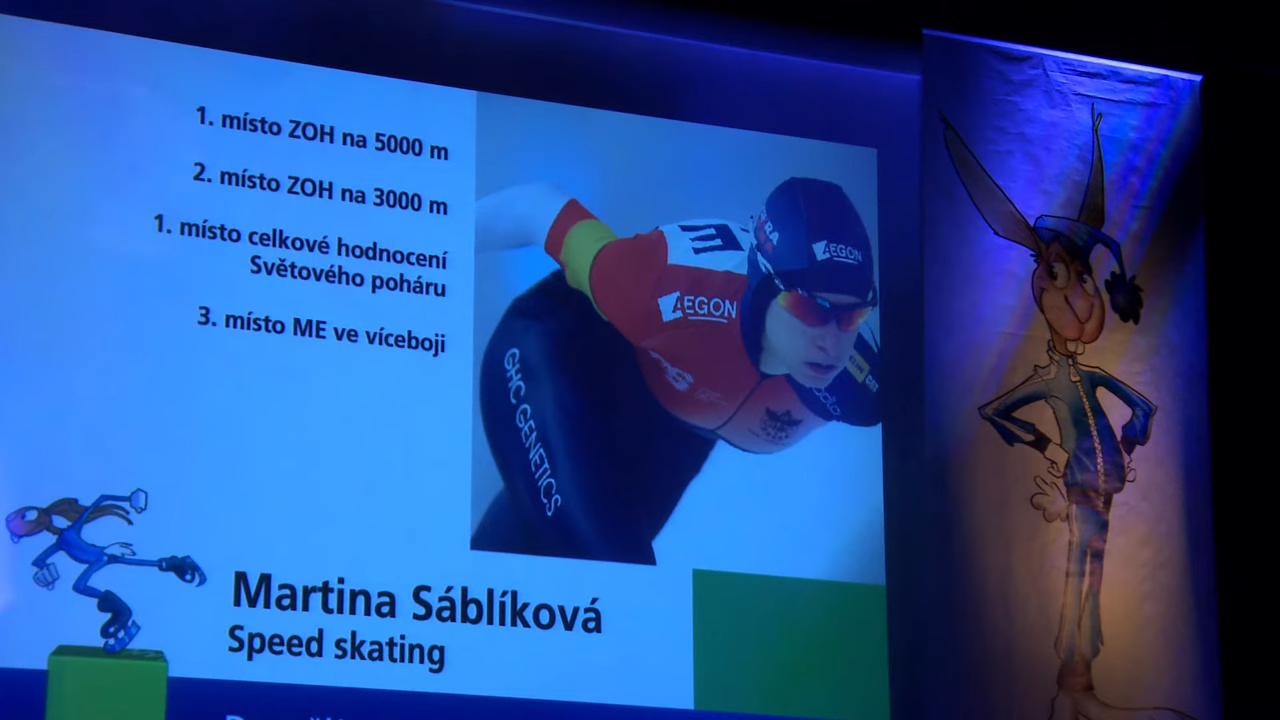 1. místo ZOH na 5000 m
2. místo ZOH na 3000 m
1. místo celkové hodnocení
Světového poháru
3. místo ME ve víceboji
AEGON
AEGON
GHC GENETICS
Martina Sáblíková
Speed skating